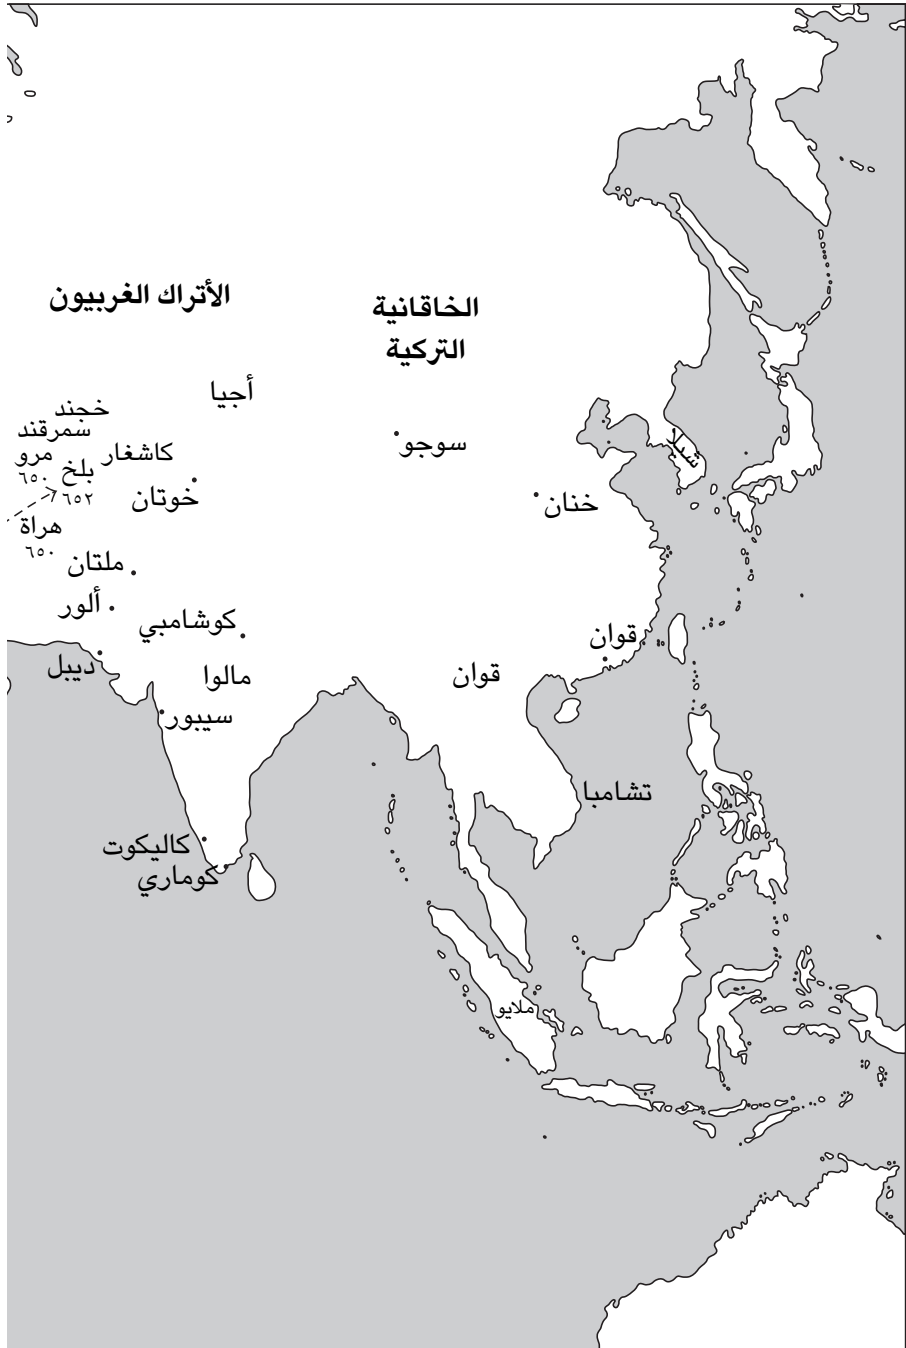 الأتراك الغربيون
الخاقانية
التركية
أجيا
خجند
سمرقند
مرو
كاشغار
٦٥٠
بلخ
٦٥٢
سوجو
خوتان
خنان
شيلا
هراة
٦٥٠
ملتان
ألور
كوشامبي
قوان
ديبل
مالوا
قوان
سيبور
تشامبا
كاليكوت
كوماري
ملايو